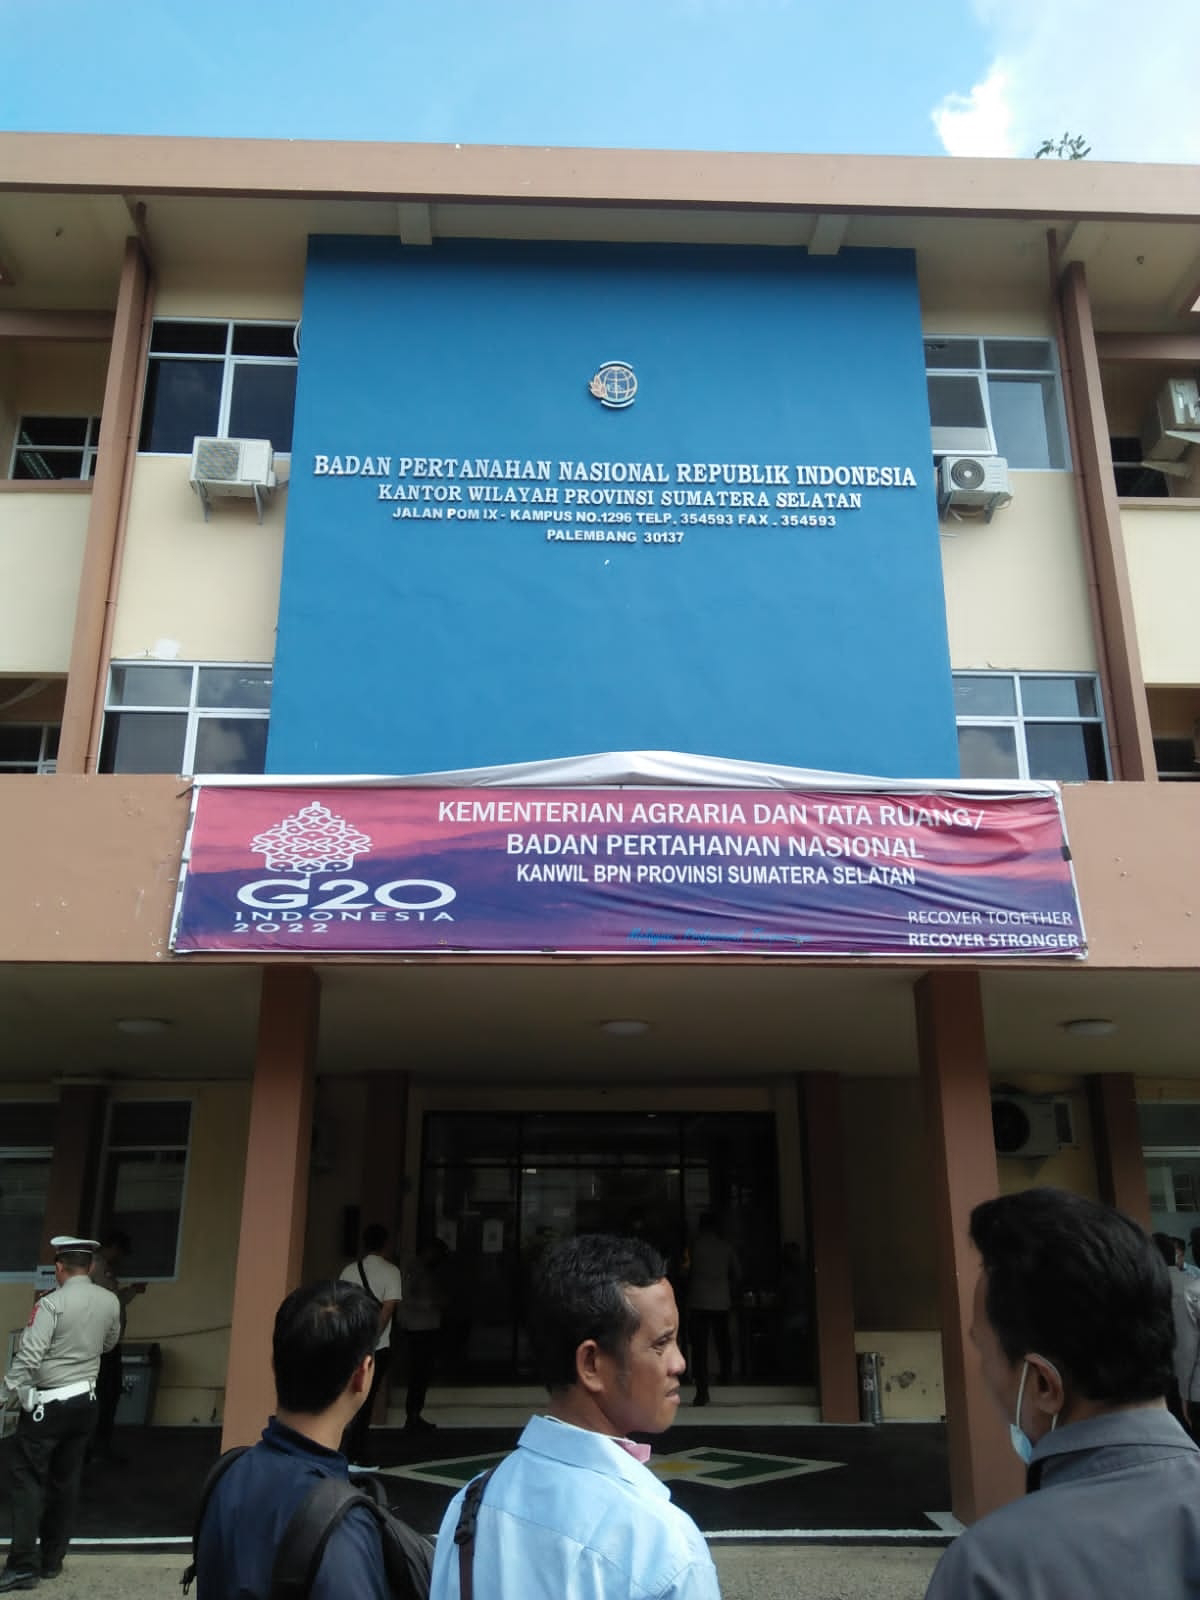 BADAN PERTANAHAN NASIONAL REPUBLIK INDONESIA
KANTOR WILAYAH PROVINSI SUMATERA SELATAN
JALAN POM IX - KAMPUS NO.1296 TELP. 354593 FAX . 354593
PALEMBANG 30137
KEMENTERIAN AGRARIA DAN TATA RUANG/
BADAN PERTAHANAN NASIONAL
KANWIL BPN PROVINSI SUMATERA SELATAN
G20
INDONESIA
2022
RECOVER TOGETHER
RECOVER STRONGER